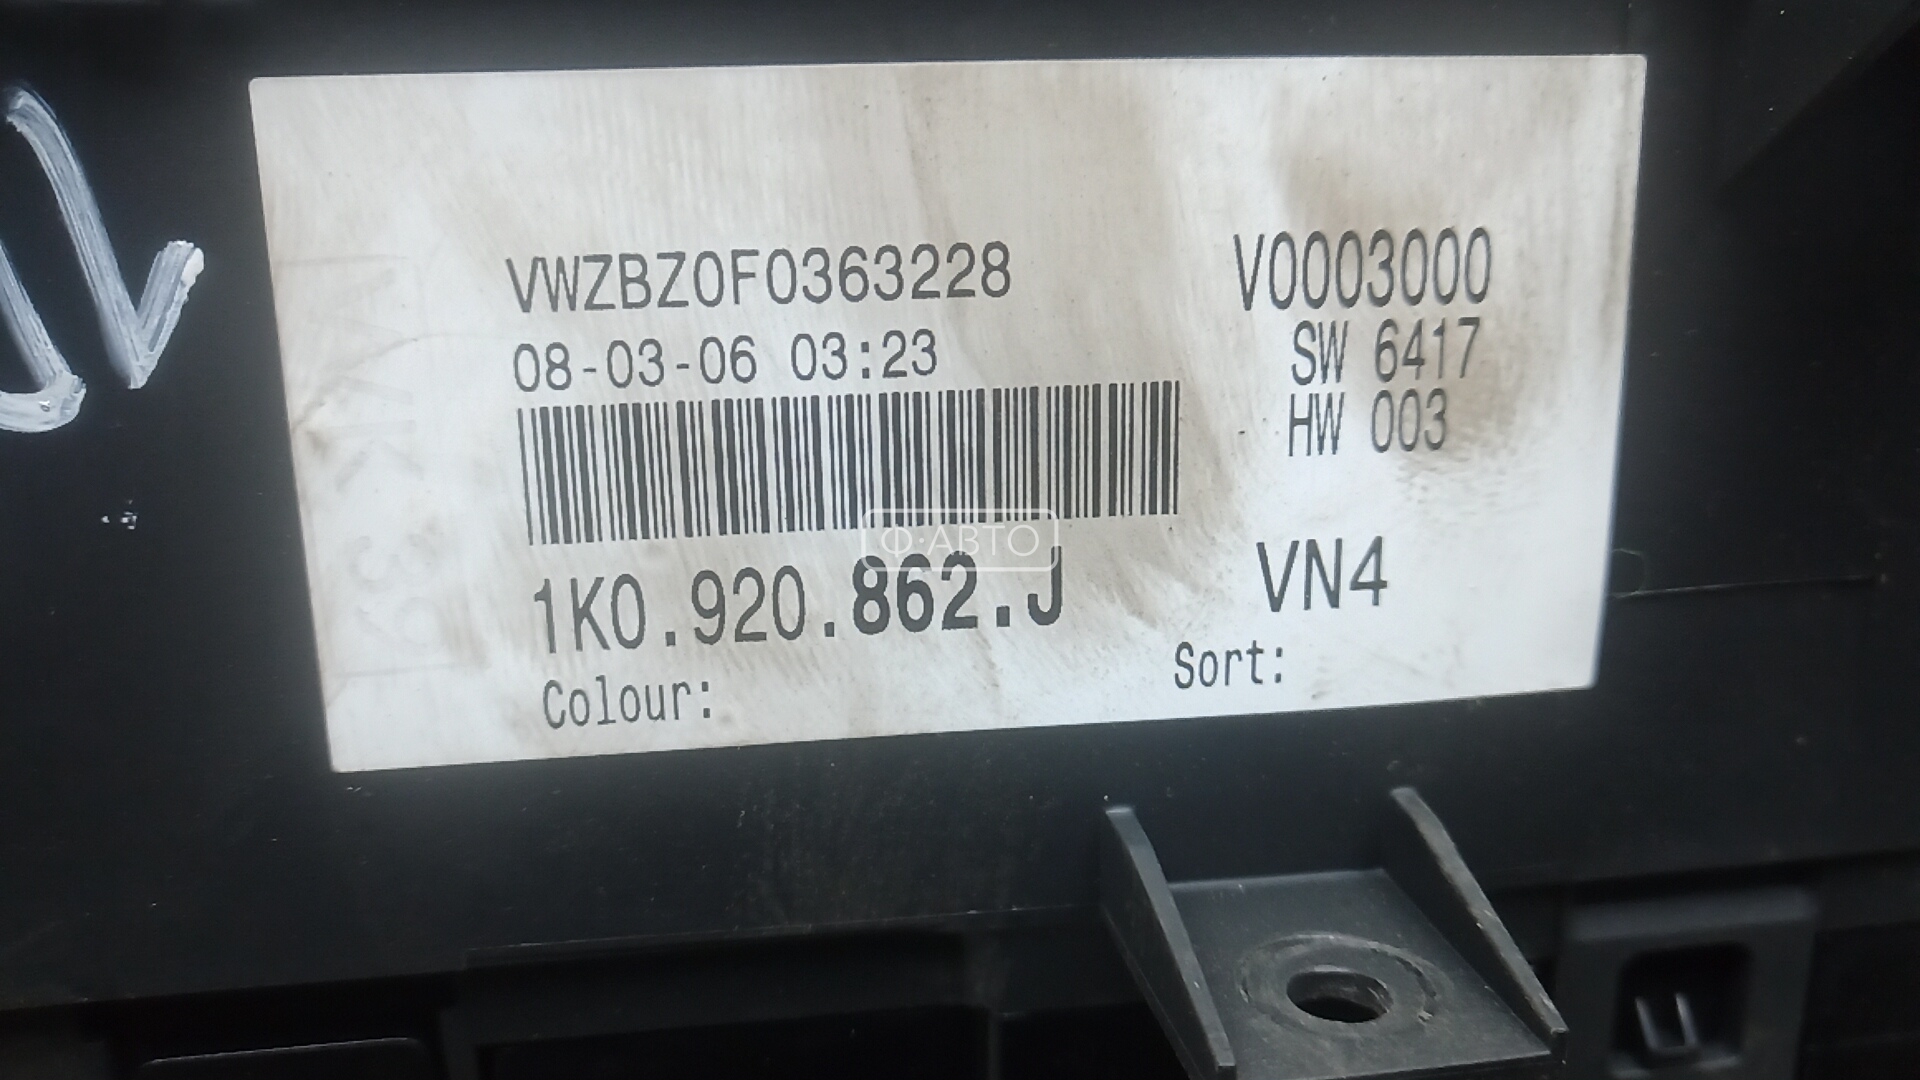 VWZBZ0F0363228
V0003000
08-03-06 03:23
SW 6417
HW 003
Ф·АВТО
1K0.920.862.J
VN4
Colour:
Sort: